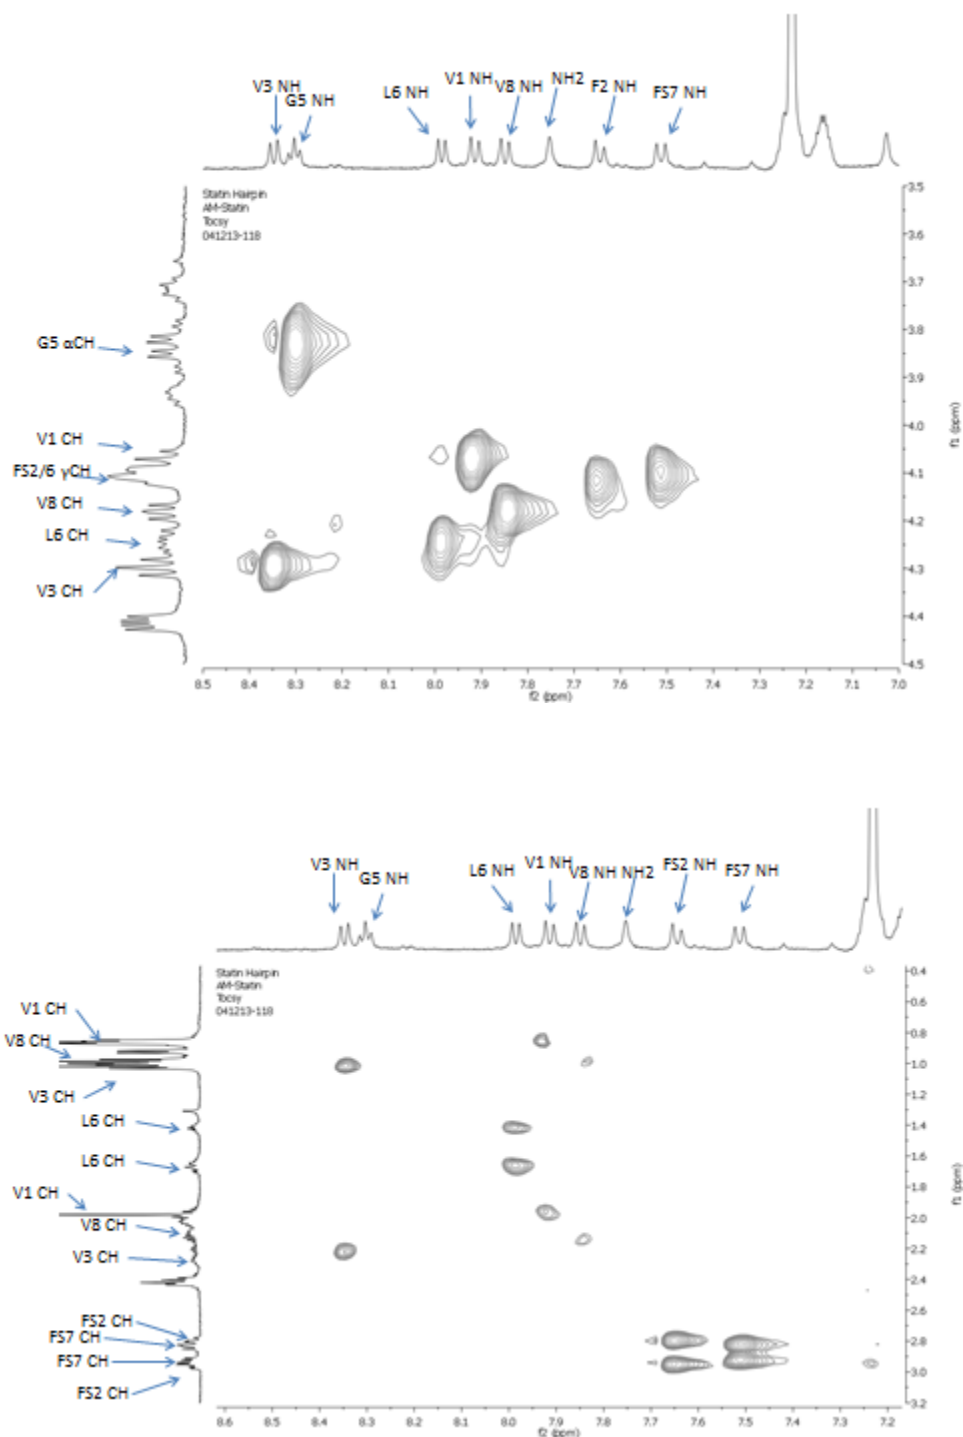 V3 NH
G5 NH
L6 NH
V1 NH
V8 NH
NH2
F2 NH
FS7 NH
Statin Hairpin
AM-Statin
Tocsy
041213-118
G5 αCH
V1 CH
FS2/6 γCH
V8 CH
L6 CH
V3 CH
3.5
3.6
3.7
3.8
3.9
4.0
4.1
4.2
4.3
4.4
4.5
f1 (ppm)
8.5 8.4 8.3 8.2 8.1 8.0 7.9 7.8 7.7 7.6 7.5 7.4 7.3 7.2 7.1 7.0
f2 (ppm)
V3 NH
G5 NH
L6 NH
V1 NH
V8 NH
NH2
FS2 NH
FS7 NH
Statin Hairpin
AM-Statin
Tocsy
041213-118
V1 CH
V8 CH
V3 CH
L6 CH
L6 CH
V1 CH
V8 CH
V3 CH
FS2 CH
FS7 CH
FS7 CH
FS2 CH
0.4
0.6
0.8
1.0
1.2
1.4
1.6
1.8
2.0
2.2
2.4
2.6
2.8
3.0
3.2
f1 (ppm)
8.6 8.5 8.4 8.3 8.2 8.1 8.0 7.9 7.8 7.7 7.6 7.5 7.4 7.3 7.2
f2 (ppm)